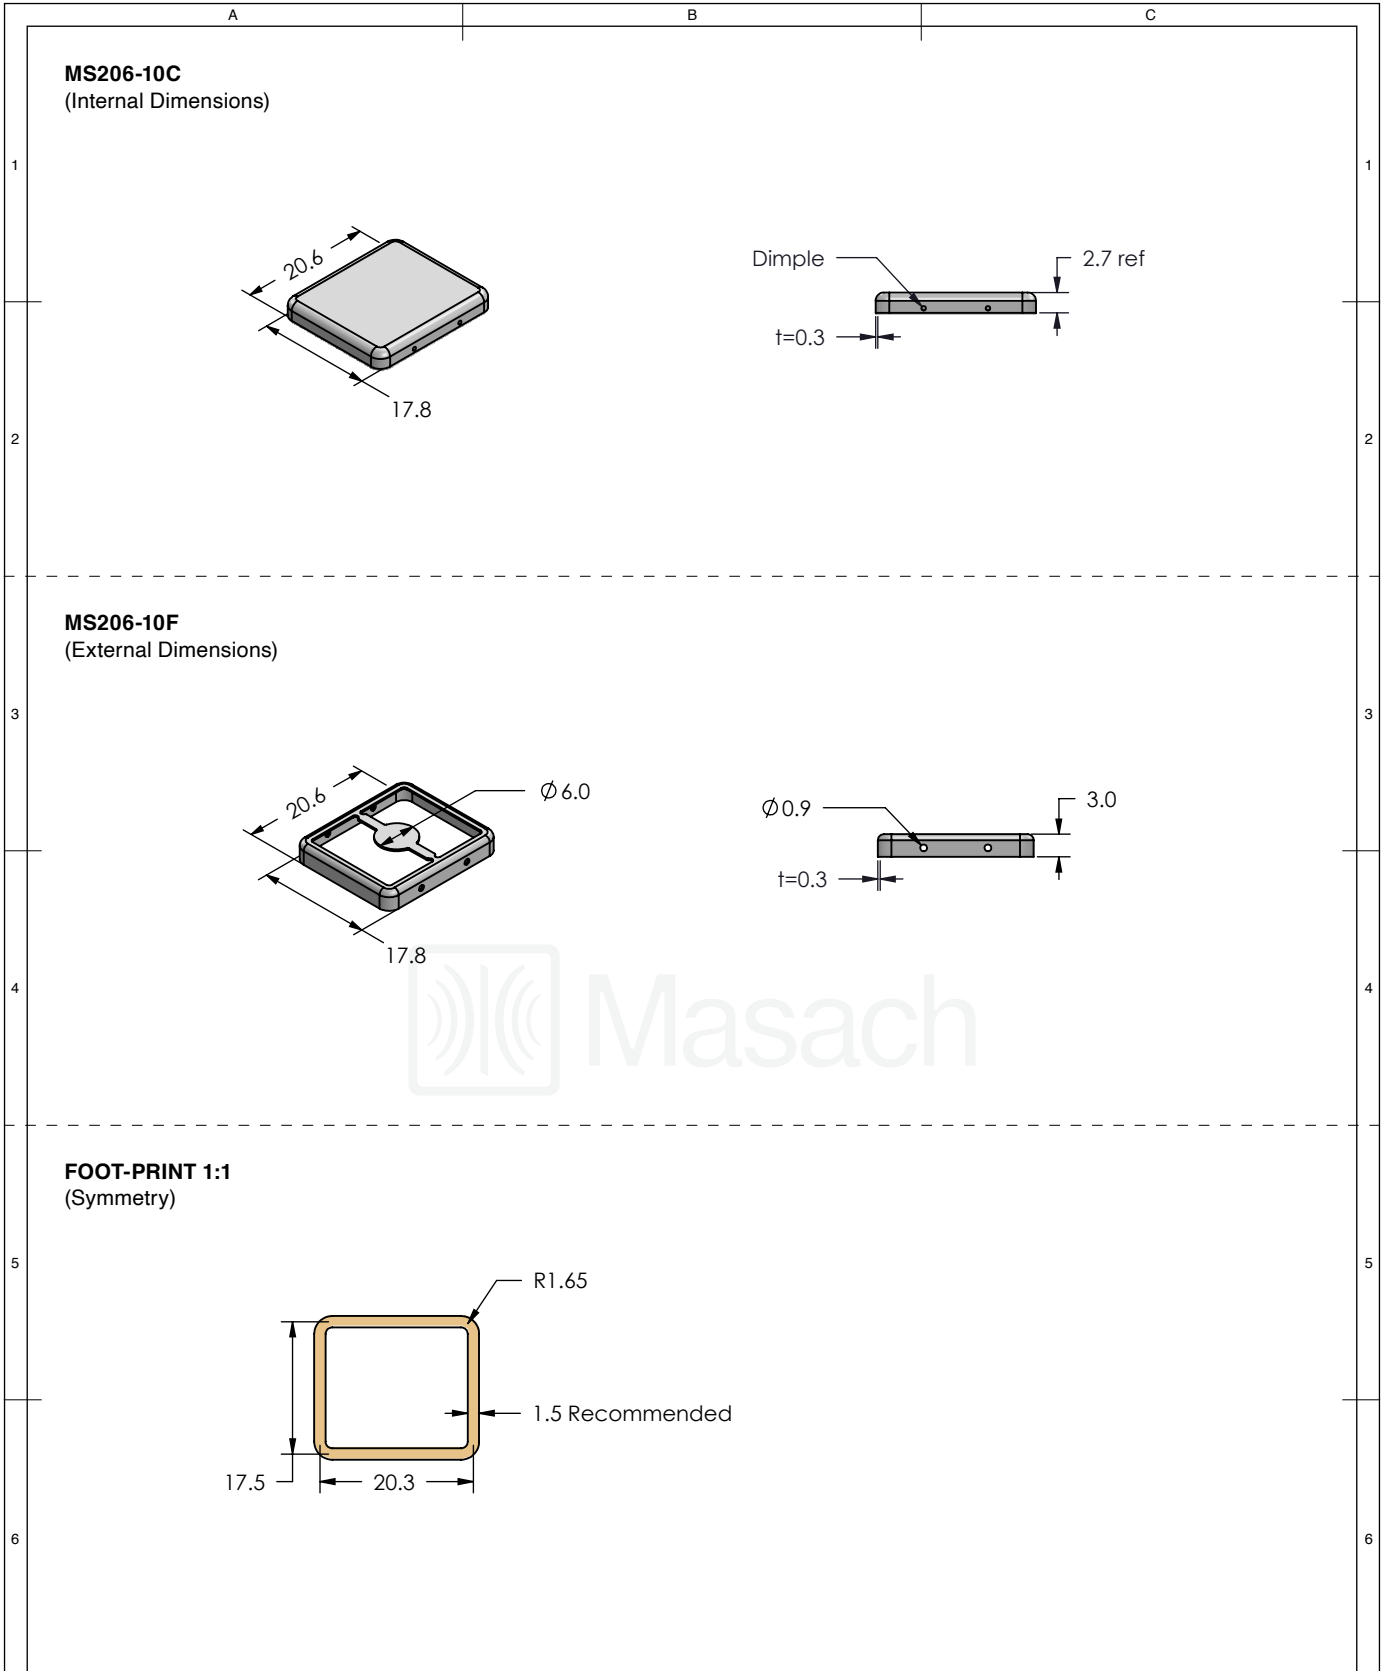 A B C
MS206-10C
(Internal Dimensions)
1 1
20.6
Dimple
2.7 ref
t=0.3
17.8
2 2
MS206-10F
(External Dimensions)
3 3
20.6
Ø6.0
Ø0.9
3.0
t=0.3
17.8
4 4
Masach
FOOT-PRINT 1:1
(Symmetry)
5 5
R1.65
1.5 Recommended
17.5
20.3
6 6